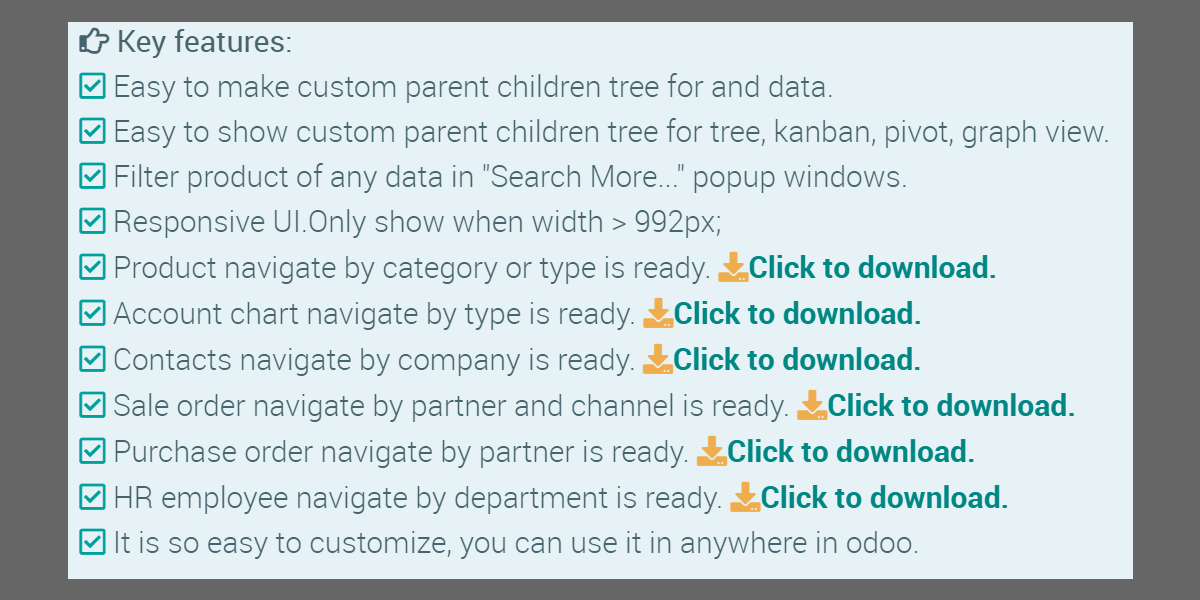 Key features:
Easy to make custom parent children tree for and data.
Easy to show custom parent children tree for tree, kanban, pivot, graph view.
Filter product of any data in "Search More..." popup windows.
Responsive UI.Only show when width > 992px;
Product navigate by category or type is ready. Click to download.
Account chart navigate by type is ready. Click to download.
Contacts navigate by company is ready. Click to download.
Sale order navigate by partner and channel is ready. Click to download.
Purchase order navigate by partner is ready. Click to download.
HR employee navigate by department is ready. Click to download.
It is so easy to customize, you can use it in anywhere in odoo.